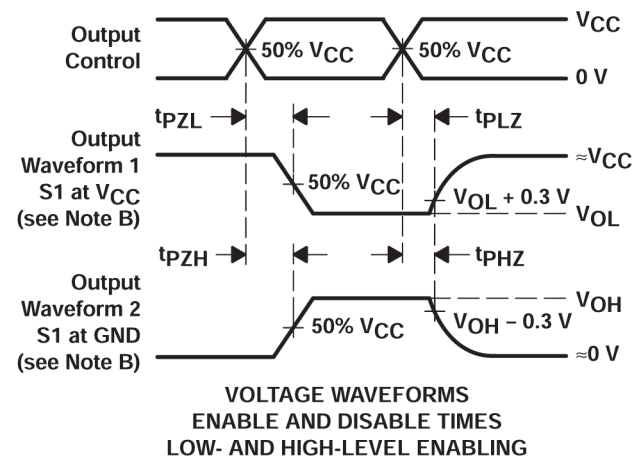 Output
Control
50% VCC
50% VCC
VCC
0 V
tPZL
tPLZ
Output
Waveform 1
S1 at VCC
(see Note B)
50% VCC
≈VCC
VOL + 0.3 V
VOL
tPZH
tPHZ
Output
Waveform 2
S1 at GND
(see Note B)
50% VCC
VOH
VOH − 0.3 V
≈0 V
VOLTAGE WAVEFORMS
ENABLE AND DISABLE TIMES
LOW- AND HIGH-LEVEL ENABLING